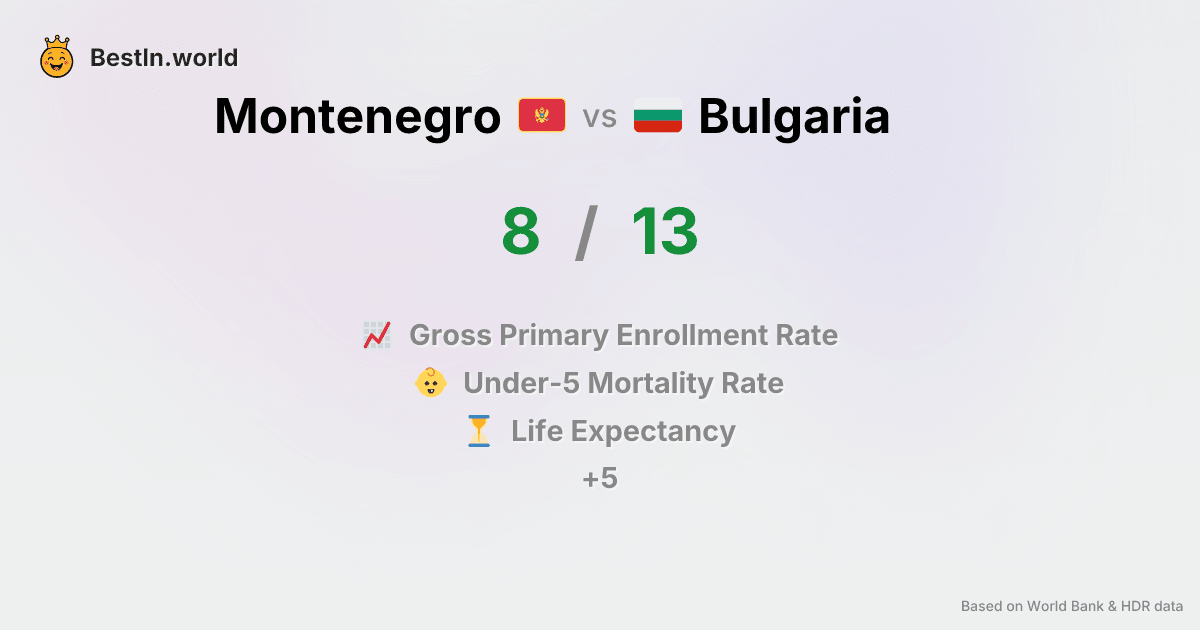 BestIn.world
Montenegro vs Bulgaria
8 / 13
Gross Primary Enrollment Rate
Under-5 Mortality Rate
Life Expectancy
+5
Based on World Bank & HDR data